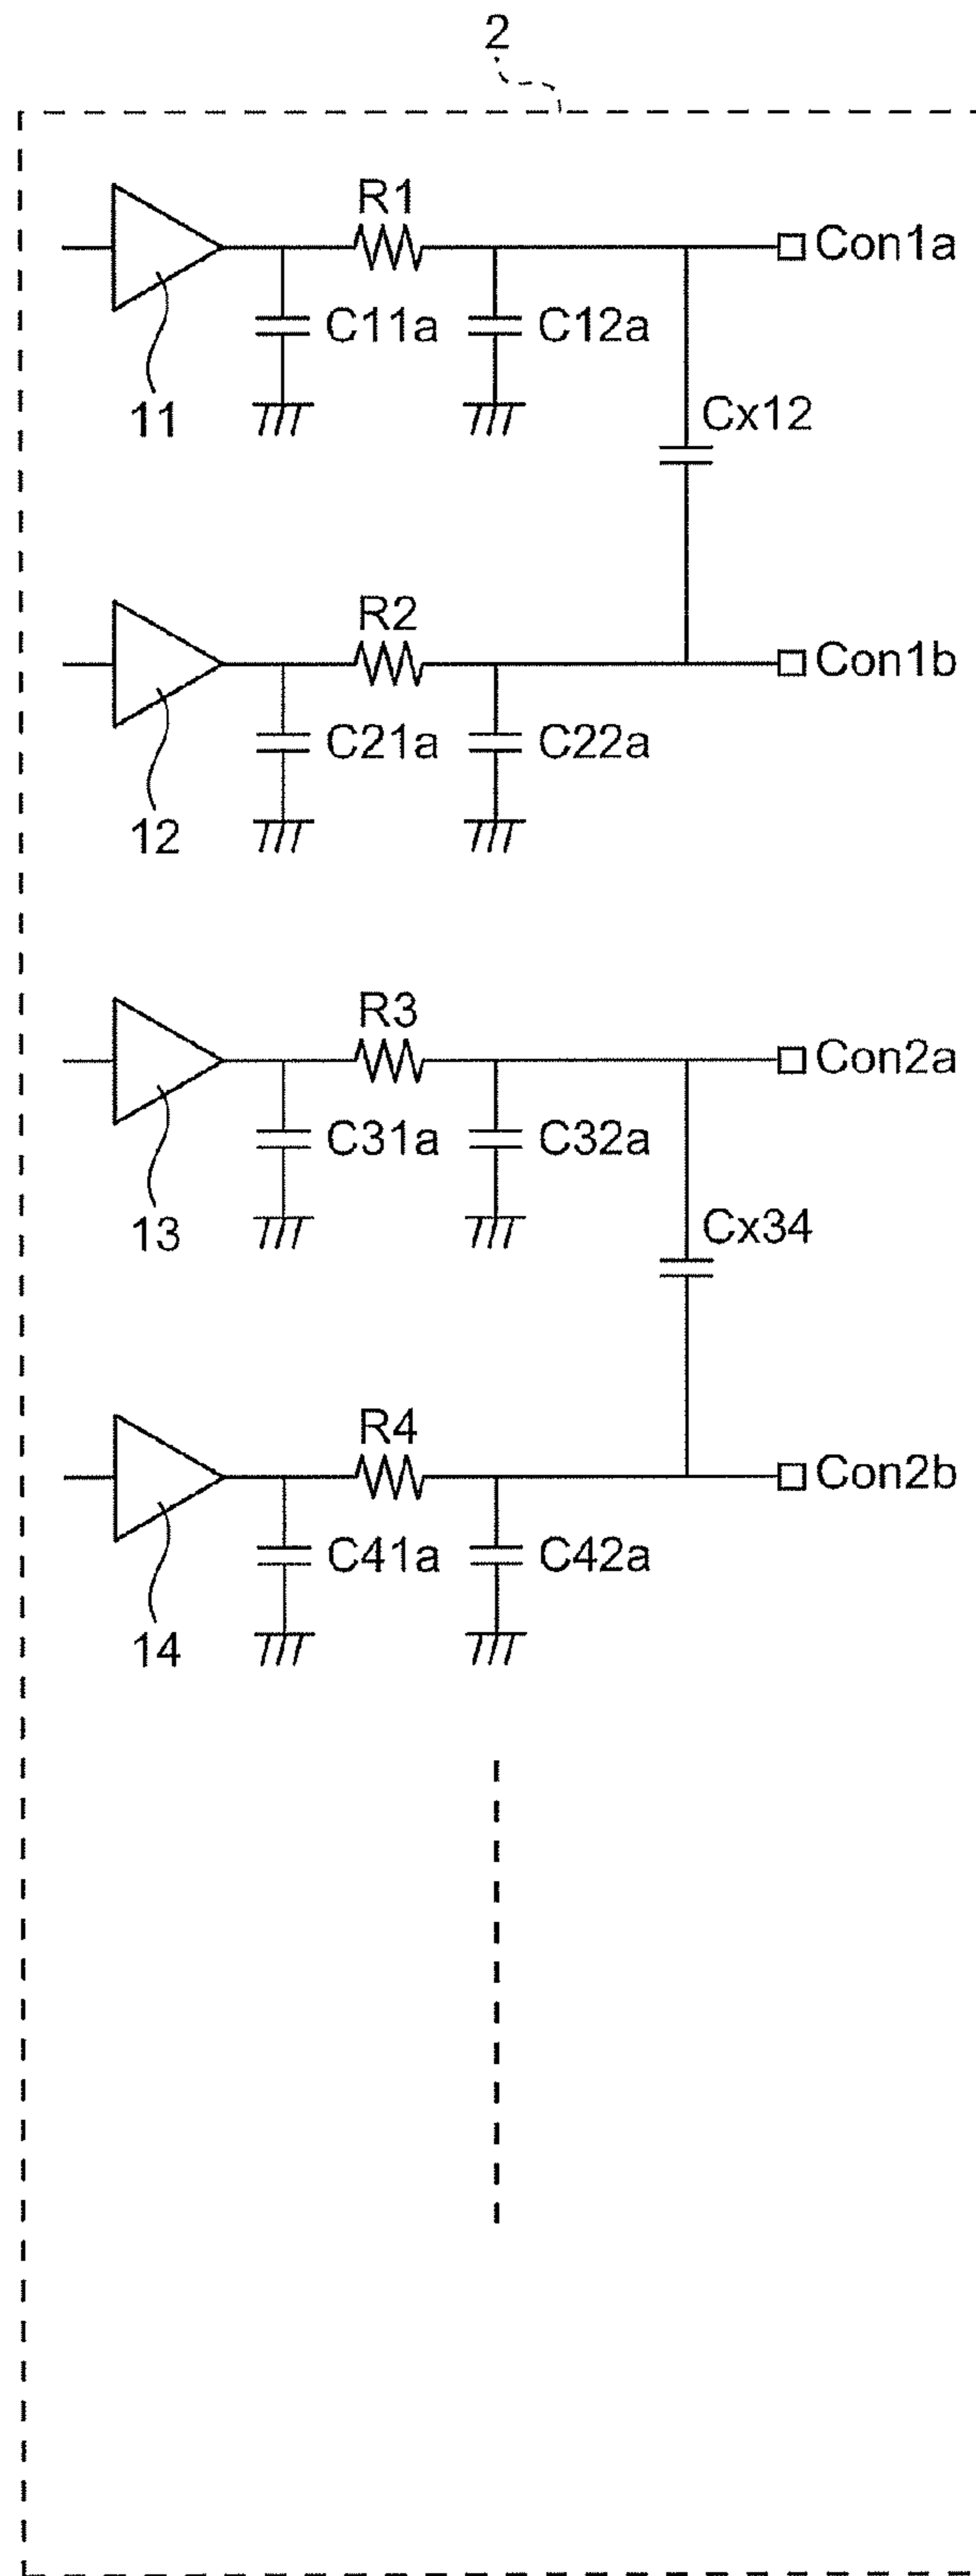 2
R1
Con1a
C11a
C12a
11
Cx12
R2
Con1b
C21a
C22a
12
R3
Con2a
C31a
C32a
13
Cx34
R4
Con2b
C41a
C42a
14